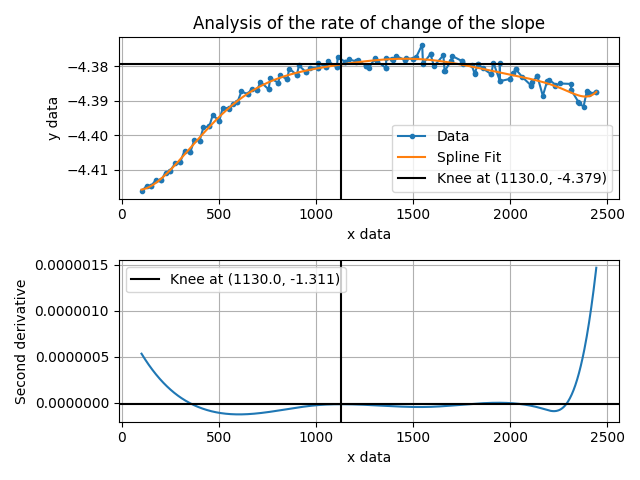 Analysis of the rate of change of the slope
−4.38
−4.39
−4.40
−4.41
y data
Data
Spline Fit
Knee at (1130.0, -4.379)
0 500 1000 1500 2000 2500
x data
0.0000015
0.0000010
0.0000005
0.0000000
Second derivative
Knee at (1130.0, -1.311)
0 500 1000 1500 2000 2500
x data